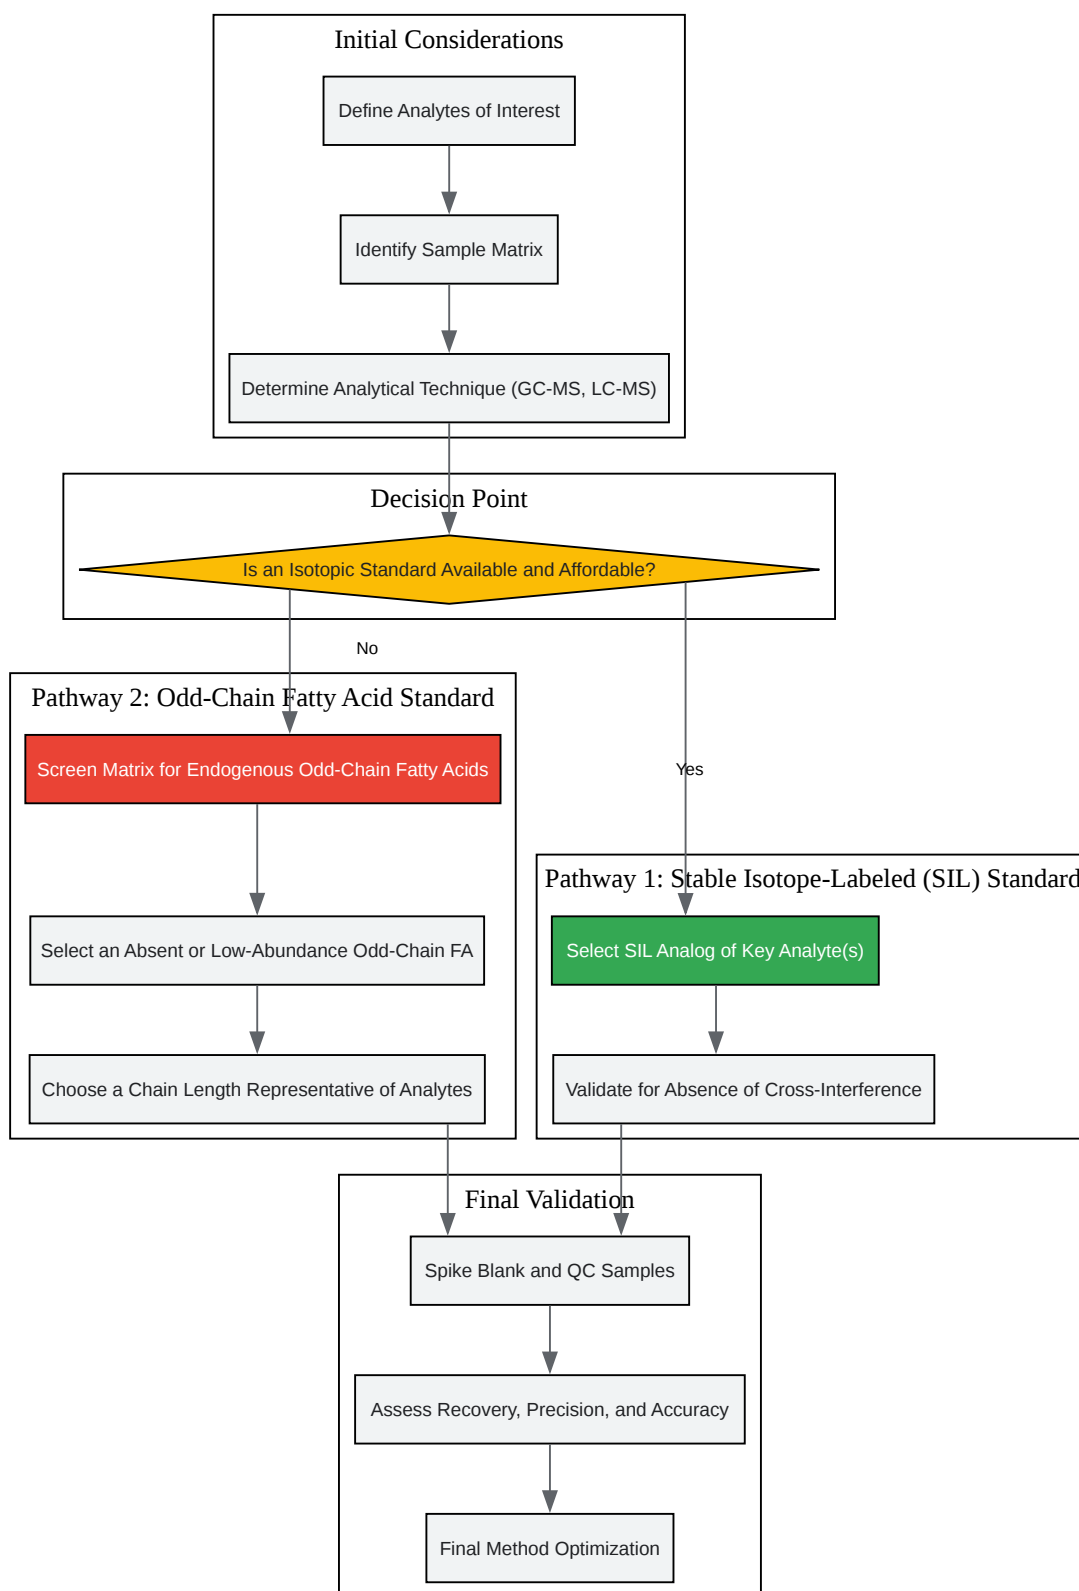 Initial Considerations
Define Analytes of Interest
Identify Sample Matrix
Determine Analytical Technique (GC-MS, LC-MS)
Decision Point
Is an Isotopic Standard Available and Affordable?
No
Pathway 2: Odd-Chain Fatty Acid Standard
Screen Matrix for Endogenous Odd-Chain Fatty Acids
Yes
Pathway 1: Stable Isotope-Labeled (SIL) Standard
Select an Absent or Low-Abundance Odd-Chain FA
Select SIL Analog of Key Analyte(s)
Choose a Chain Length Representative of Analytes
Validate for Absence of Cross-Interference
Final Validation
Spike Blank and QC Samples
Assess Recovery, Precision, and Accuracy
Final Method Optimization